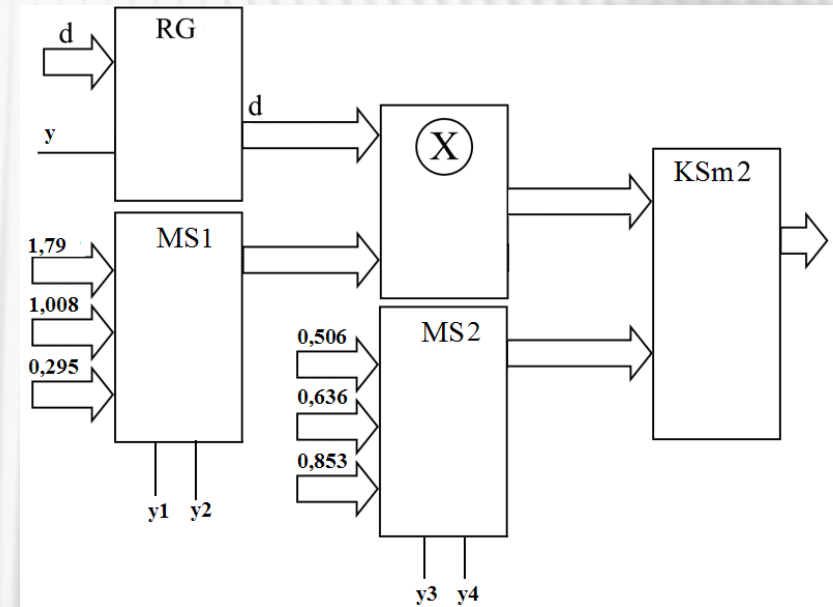 d
RG
y
d
X
KSm2
MS1
1,79
1,008
0,295
y1 y2
MS2
0,506
0,636
0,853
y3 y4